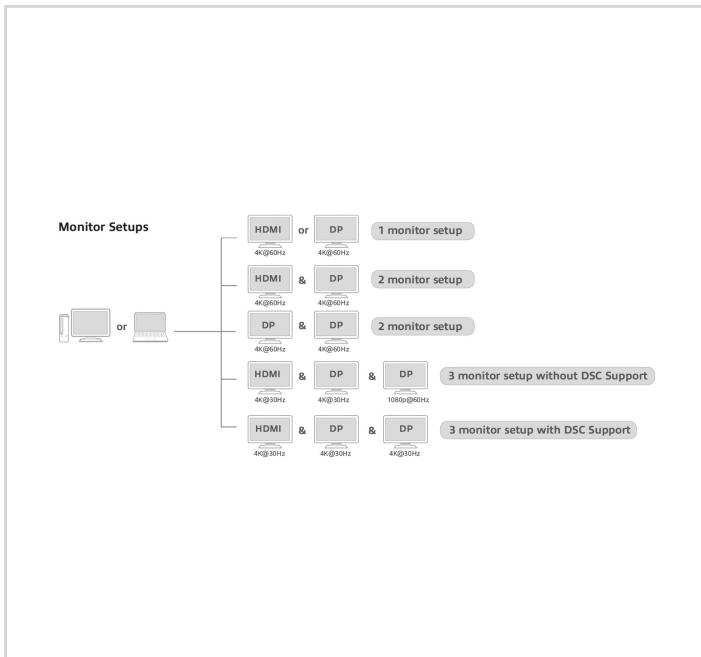 Monitor Setups
HDMI or DP 1 monitor setup
4K@60Hz 4K@60Hz
HDMI & DP 2 monitor setup
4K@60Hz 4K@60Hz
or
DP & DP 2 monitor setup
4K@60Hz 4K@60Hz
HDMI & DP & DP 3 monitor setup without DSC Support
4K@30Hz 4K@30Hz 1080p@60Hz
HDMI & DP & DP 3 monitor setup with DSC Support
4K@30Hz 4K@30Hz 4K@30Hz